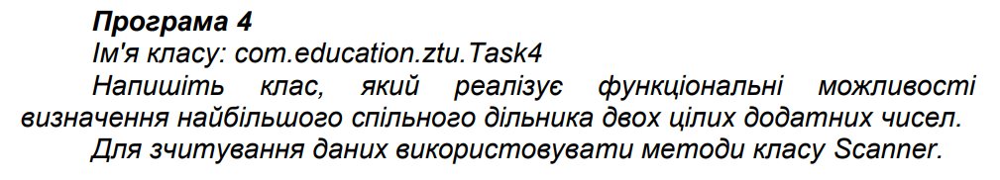 Програма 4
Ім'я класу: com.education.ztu.Task4
Напишіть клас, який реалізує функціональні можливості
визначення найбільшого спільного дільника двох цілих додатних чисел.
Для зчитування даних використовувати методи класу Scanner.